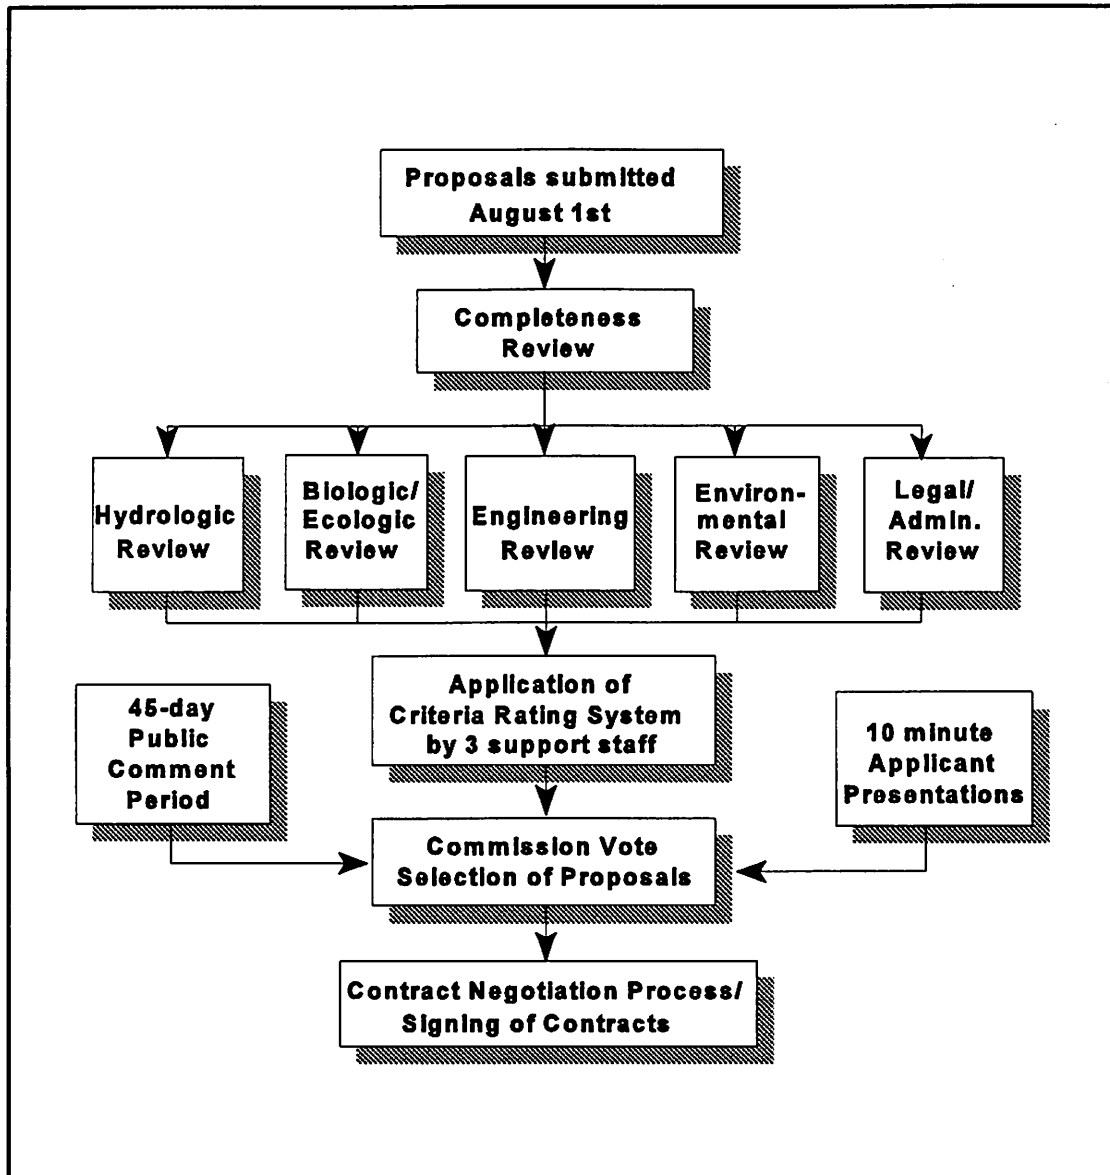 Proposals submitted
August 1st
Completeness
Review
Hydrologic
Review
Biologic/
Ecologic
Review
Engineering
Review
Environ-
mental
Review
Legal/
Admin.
Review
Application of
Criteria Rating System
by 3 support staff
45-day
Public
Comment
Period
10 minute
Applicant
Presentations
Commission Vote
Selection of Proposals
Contract Negotiation Process/
Signing of Contracts